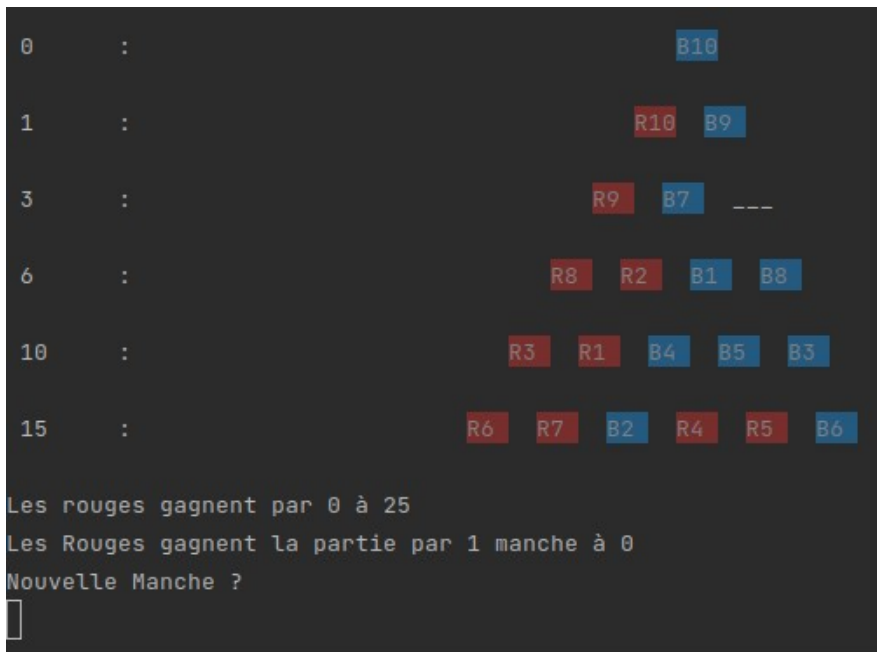 0 : B10
1 : R10 B9
3 : R9 B7 ___
6 : R8 R2 B1 B8
10 : R3 R1 B4 B5 B3
15 : R6 R7 B2 R4 R5 B6
Les rouges gagnent par 0 à 25
Les Rouges gagnent la partie par 1 manche à 0
Nouvelle Manche ?